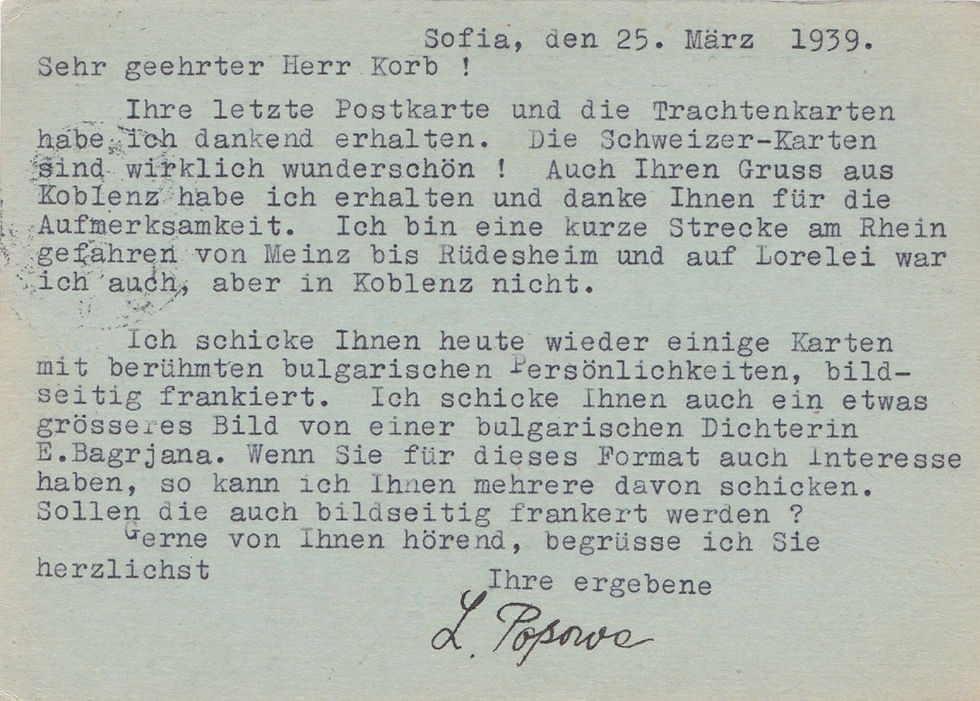 Sofia, den 25. März 1939.
Sehr geehrter Herr Korb !
Ihre letzte Postkarte und die Trachtenkarten
habe ich dankend erhalten. Die Schweizer-Karten
sind wirklich wunderschön ! Auch Ihren Gruss aus
Koblenz habe ich erhalten und danke Ihnen für die
Aufmerksamkeit. Ich bin eine kurze Strecke am Rhein
gefahren von Meinz bis Rüdesheim und auf Lorelei war
ich auch, aber in Koblenz nicht.
Ich schicke Ihnen heute wieder einige Karten
mit berühmten bulgarischen Persönlichkeiten, bild-
seitig frankiert. Ich schicke Ihnen auch ein etwas
grösseres Bild von einer bulgarischen Dichterin
E.Bagrjana. Wenn Sie für dieses Format auch Interesse
haben, so kann ich Ihnen mehrere davon schicken.
Sollen die auch bildseitig frankert werden ?
Gerne von Ihnen hörend, begrüsse ich Sie
herzlichst
Ihre ergebene
L. Popowa